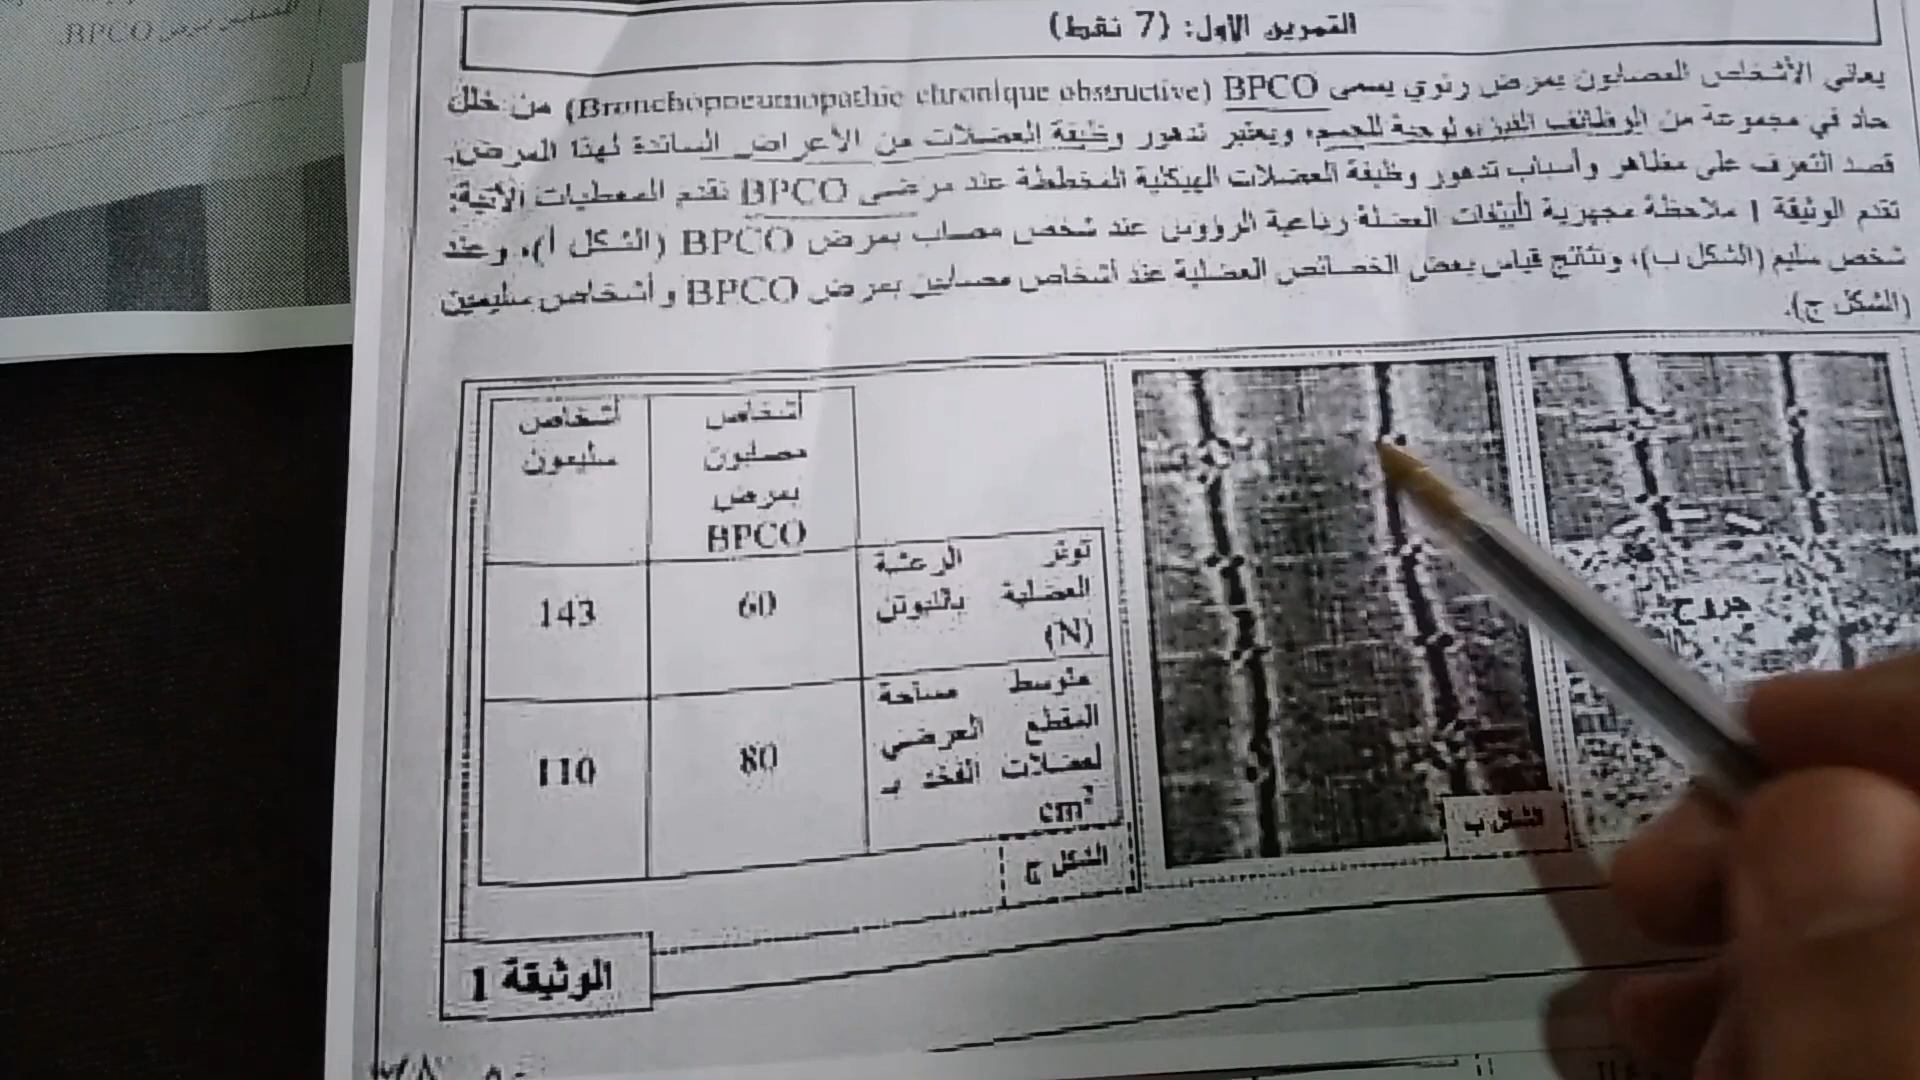 التمرين الأول: (7 نقط)
يعاني الأشخاص المصابون بمرض رئوي يسمى BPCO (Bronchopneumopathie chronique obstructive) من خلل
حاد في مجموعة من الوظائف الفيزيولوجية للجسم، ويعتبر تدهور وظيفة العضلات من الأعراض السائدة لهذا المرض.
قصد التعرف على مظاهر وأسباب تدهور وظيفة العضلات الهيكلية المخططة عند مرضى BPCO نقدم المعطيات الآتية:
تقدم الوثيقة 1 ملاحظة مجهرية لليفات العضلة رباعية الرؤوس عند شخص مصاب بمرض BPCO (الشكل أ)، وعند
شخص سليم (الشكل ب)، ونتائج قياس بعض الخصائص العضلية عند أشخاص مصابين بمرض BPCO وأشخاص سليمين
(الشكل ج).
جروح
الشكل ب
أشخاص
مصابون
بمرض
BPCO
أشخاص
سليمون
توتر الرعشة
العضلية بالنيوتن
(N)
60
143
متوسط مساحة
المقطع العرضي
لعضلات الفخذ بـ
cm²
80
110
الشكل ج
الوثيقة 1
BPCO